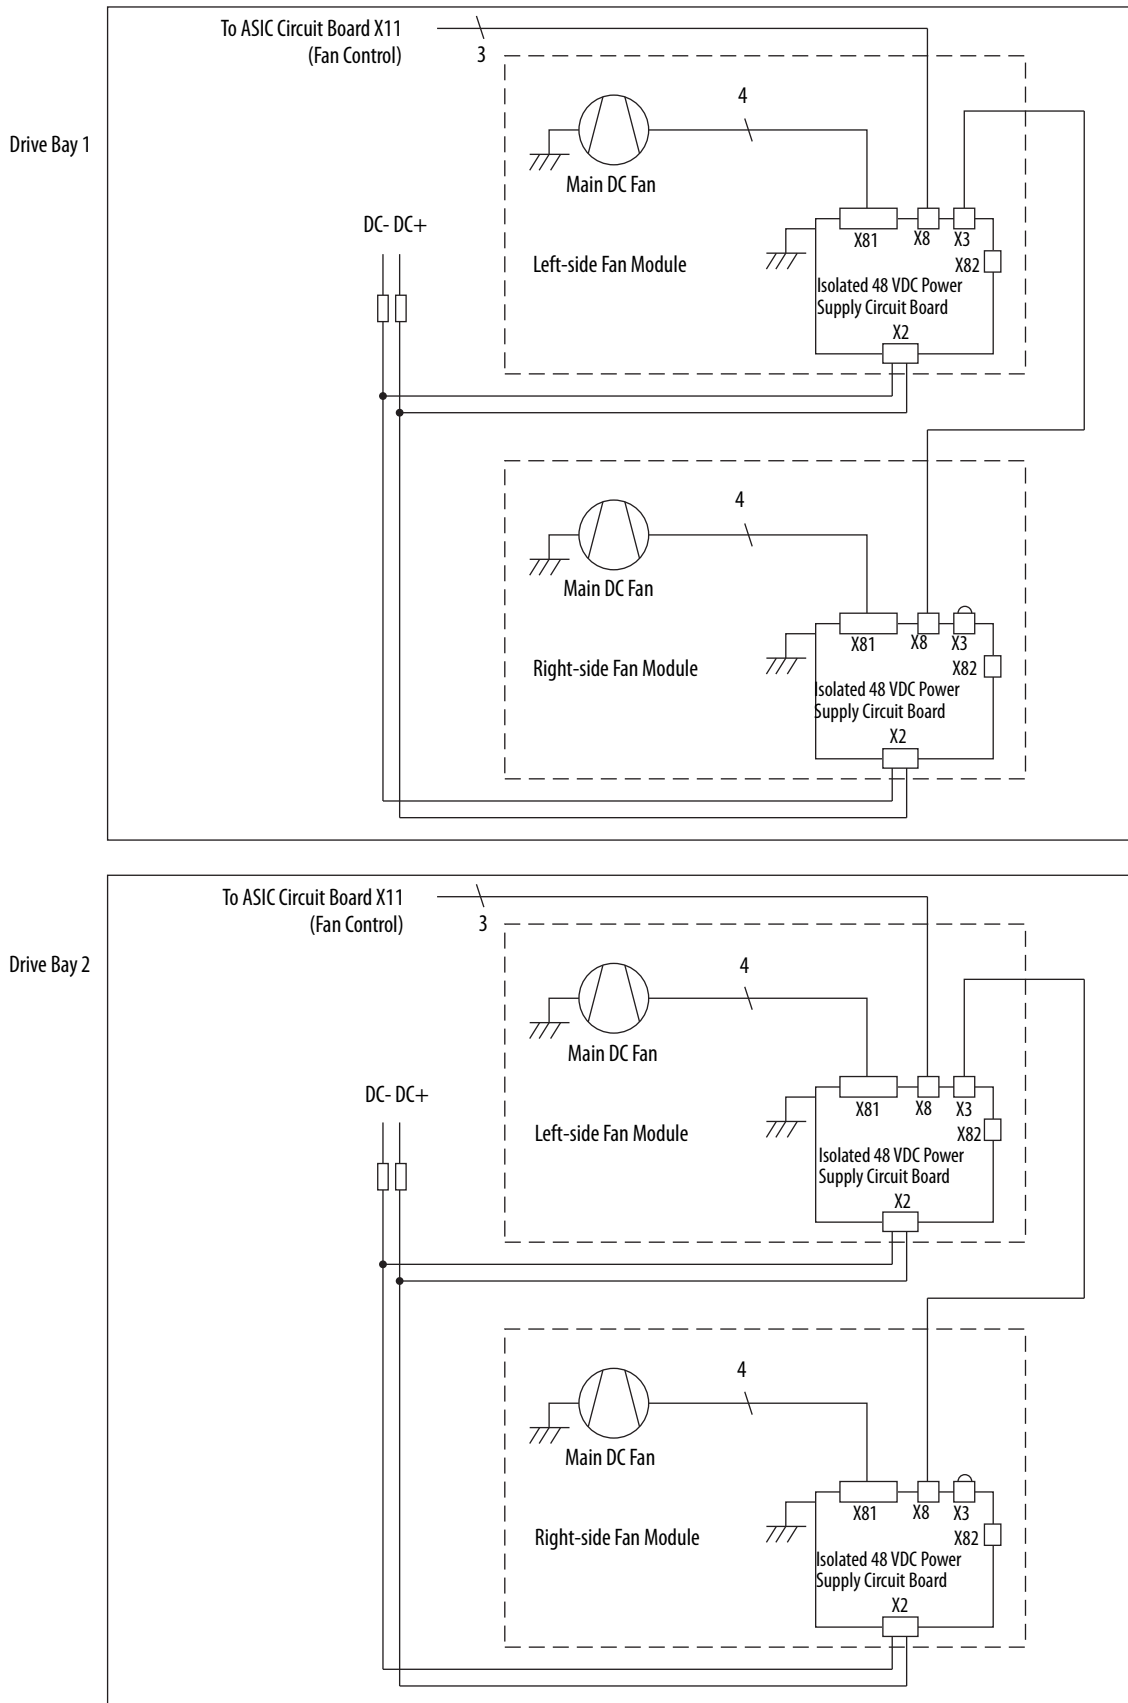 To ASIC Circuit Board X11
(Fan Control)
3
Drive Bay 1
4
Main DC Fan
DC- DC+
X81
X8
X3
X82
Left-side Fan Module
Isolated 48 VDC Power
Supply Circuit Board
X2
4
Main DC Fan
X81
X8
X3
X82
Right-side Fan Module
Isolated 48 VDC Power
Supply Circuit Board
X2
To ASIC Circuit Board X11
(Fan Control)
3
Drive Bay 2
4
Main DC Fan
DC- DC+
X81
X8
X3
X82
Left-side Fan Module
Isolated 48 VDC Power
Supply Circuit Board
X2
4
Main DC Fan
X81
X8
X3
X82
Right-side Fan Module
Isolated 48 VDC Power
Supply Circuit Board
X2